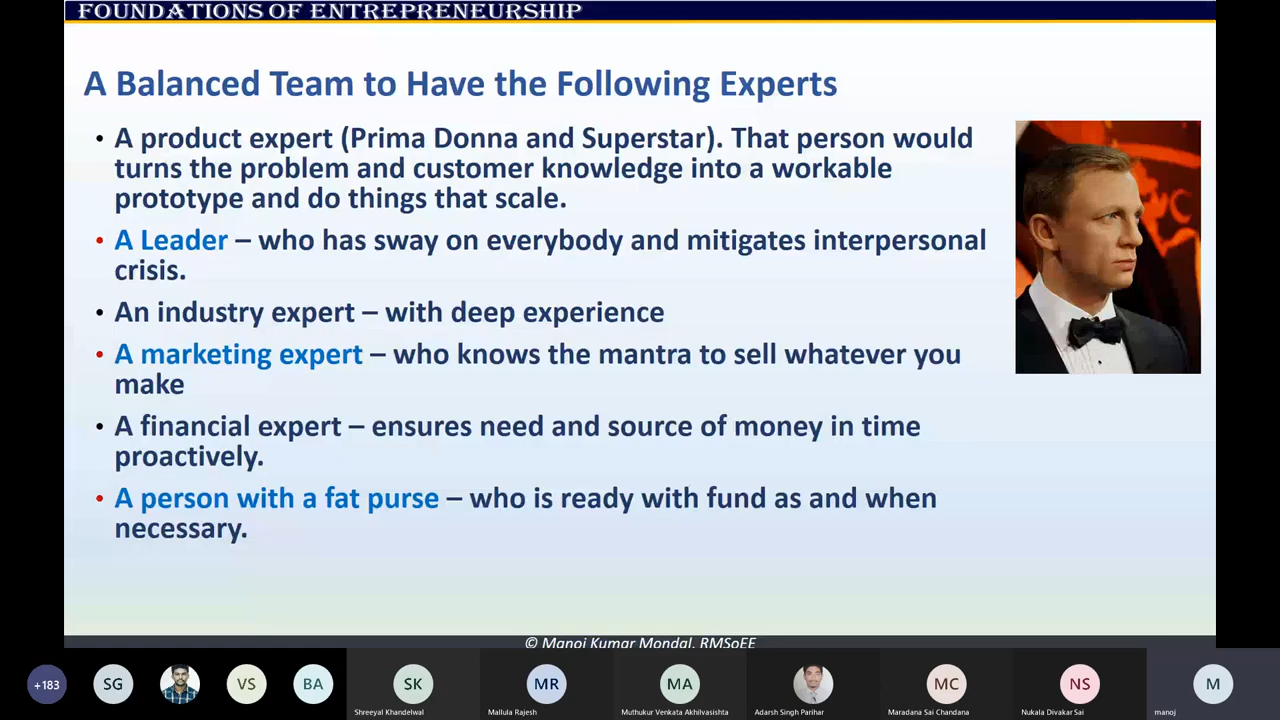 FOUNDATIONS OF ENTREPRENEURSHIP
A Balanced Team to Have the Following Experts
• A product expert (Prima Donna and Superstar). That person would
turns the problem and customer knowledge into a workable
prototype and do things that scale.
• A Leader – who has sway on everybody and mitigates interpersonal
crisis.
• An industry expert – with deep experience
• A marketing expert – who knows the mantra to sell whatever you
make
• A financial expert – ensures need and source of money in time
proactively.
• A person with a fat purse – who is ready with fund as and when
necessary.
© Manoj Kumar Mondal, RMSoEE
+183 SG VS BA SK MR MA MC NS M
Shreeyal Khandelwal Mallula Rajesh Muthukur Venkata Akhilvasishta Adarsh Singh Parihar Maradana Sai Chandana Nukala Divakar Sai manoj